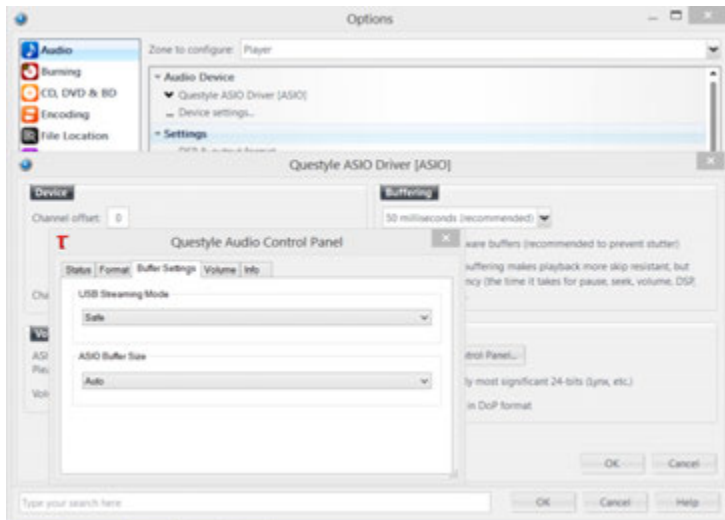 Options
Audio
Burning
CD, DVD & BD
Encoding
File Location
Zone to configure: Player
Audio Device
Questyle ASIO Driver [ASIO]
Device settings...
Settings
Questyle ASIO Driver [ASIO]
Device
Channel offset: 0
Buffering
50 milliseconds (recommended)
ware buffers (recommended to prevent stutter)
uffering makes playback more skip resistant, but
ncy (the time it takes for pause, seek, volume, DSP,
Questyle Audio Control Panel
Status Format Buffer Settings Volume Info
USB Streaming Mode
Safe
ASIO Buffer Size
Auto
trol Panel...
ly most significant 24-bits (Lynx, etc.)
in DoP format
OK Cancel
Type your search here
OK Cancel Help